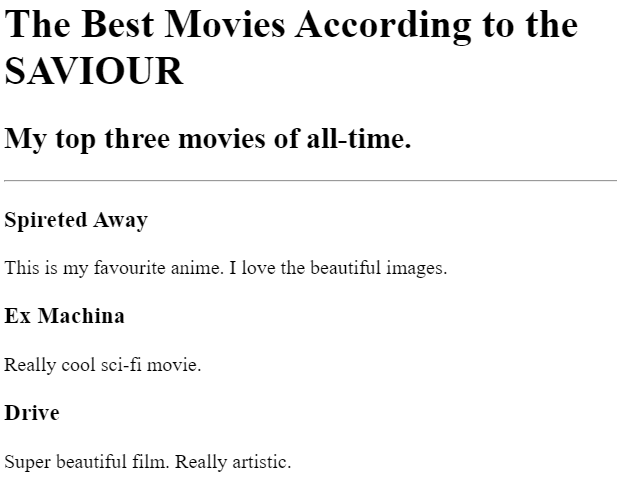 The Best Movies According to the
SAVIOUR
My top three movies of all-time.
Spireted Away
This is my favourite anime. I love the beautiful images.
Ex Machina
Really cool sci-fi movie.
Drive
Super beautiful film. Really artistic.